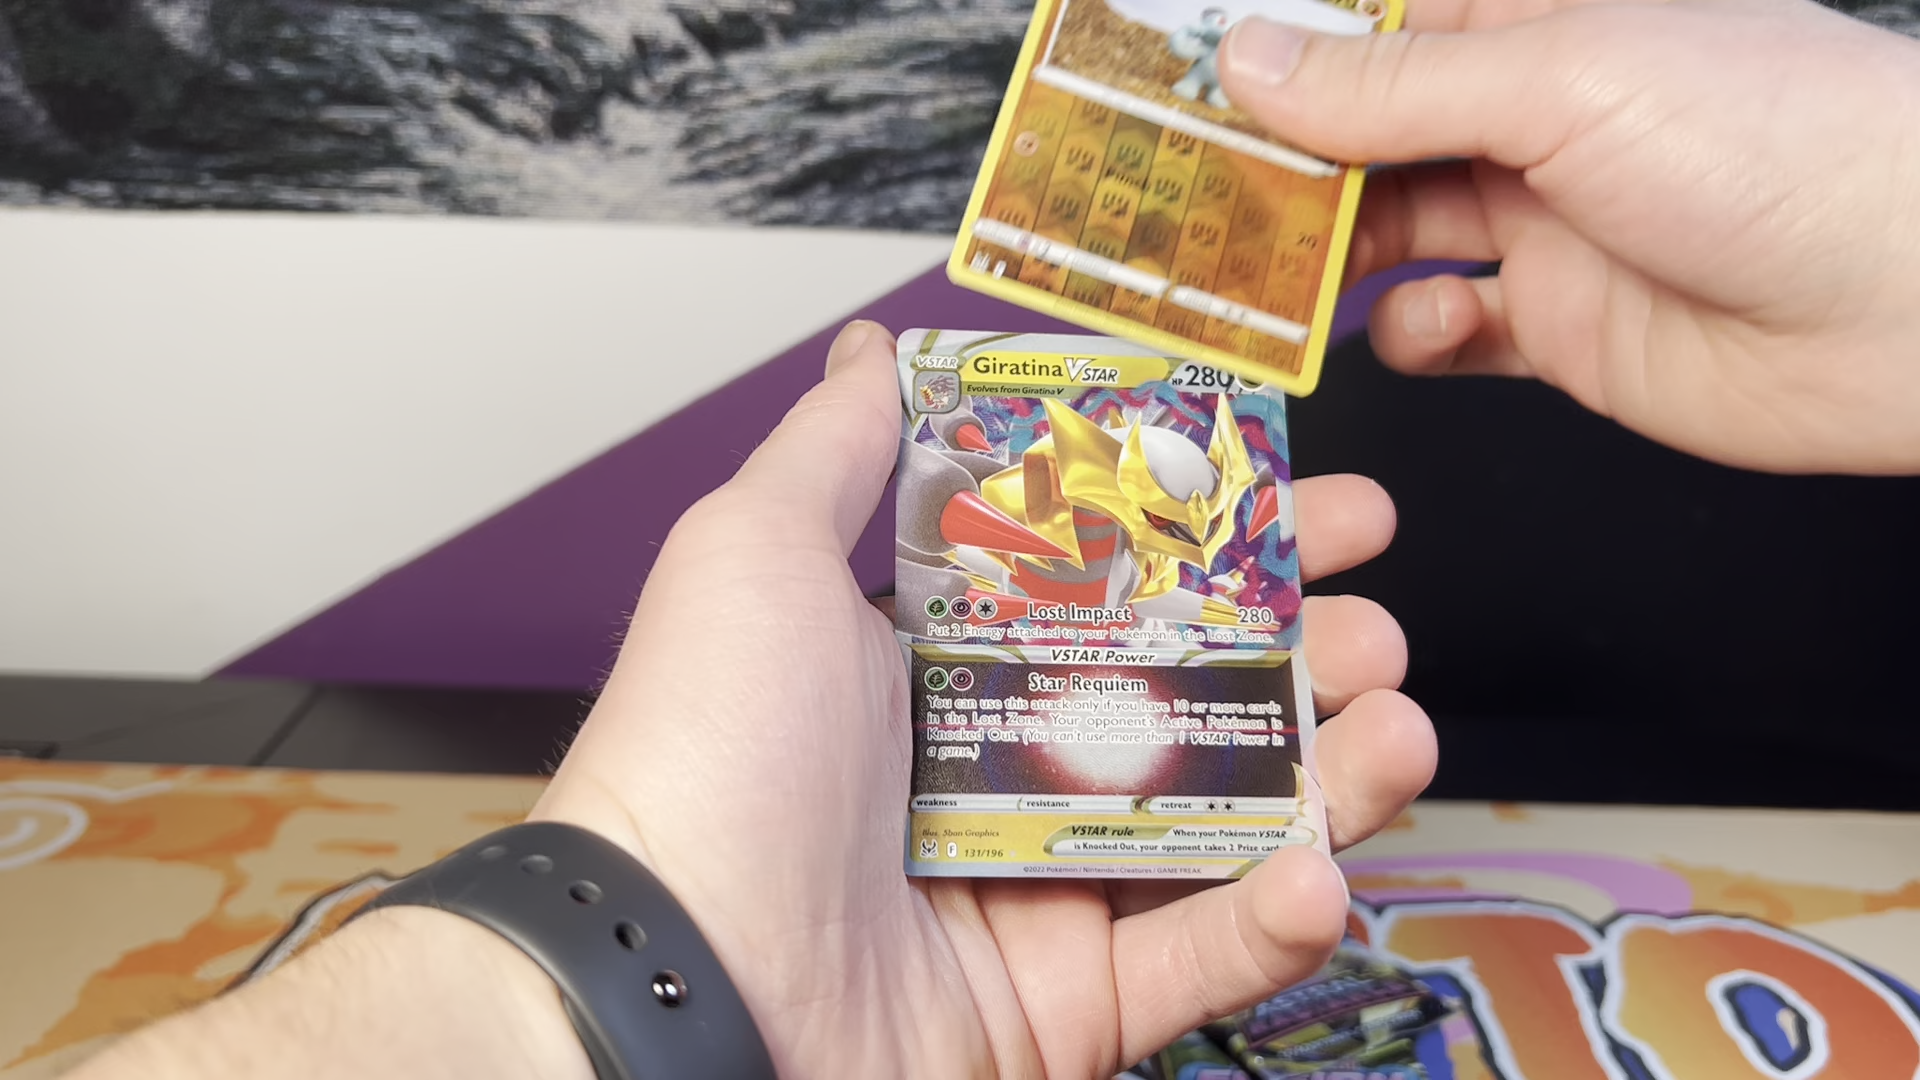 20
VSTAR Giratina VSTAR HP 280
Evolves from Giratina V
Lost Impact 280
Put 2 Energy attached to your Pokémon in the Lost Zone.
VSTAR Power
Star Requiem
You can use this attack only if you have 10 or more cards
in the Lost Zone. Your opponent's Active Pokémon is
Knocked Out. (You can't use more than 1 VSTAR Power in
a game.)
weakness resistance retreat
Illus. 5ban Graphics VSTAR rule When your Pokémon VSTAR
F 131/196 is Knocked Out, your opponent takes 2 Prize cards
©2022 Pokémon / Nintendo / Creatures / GAME FREAK